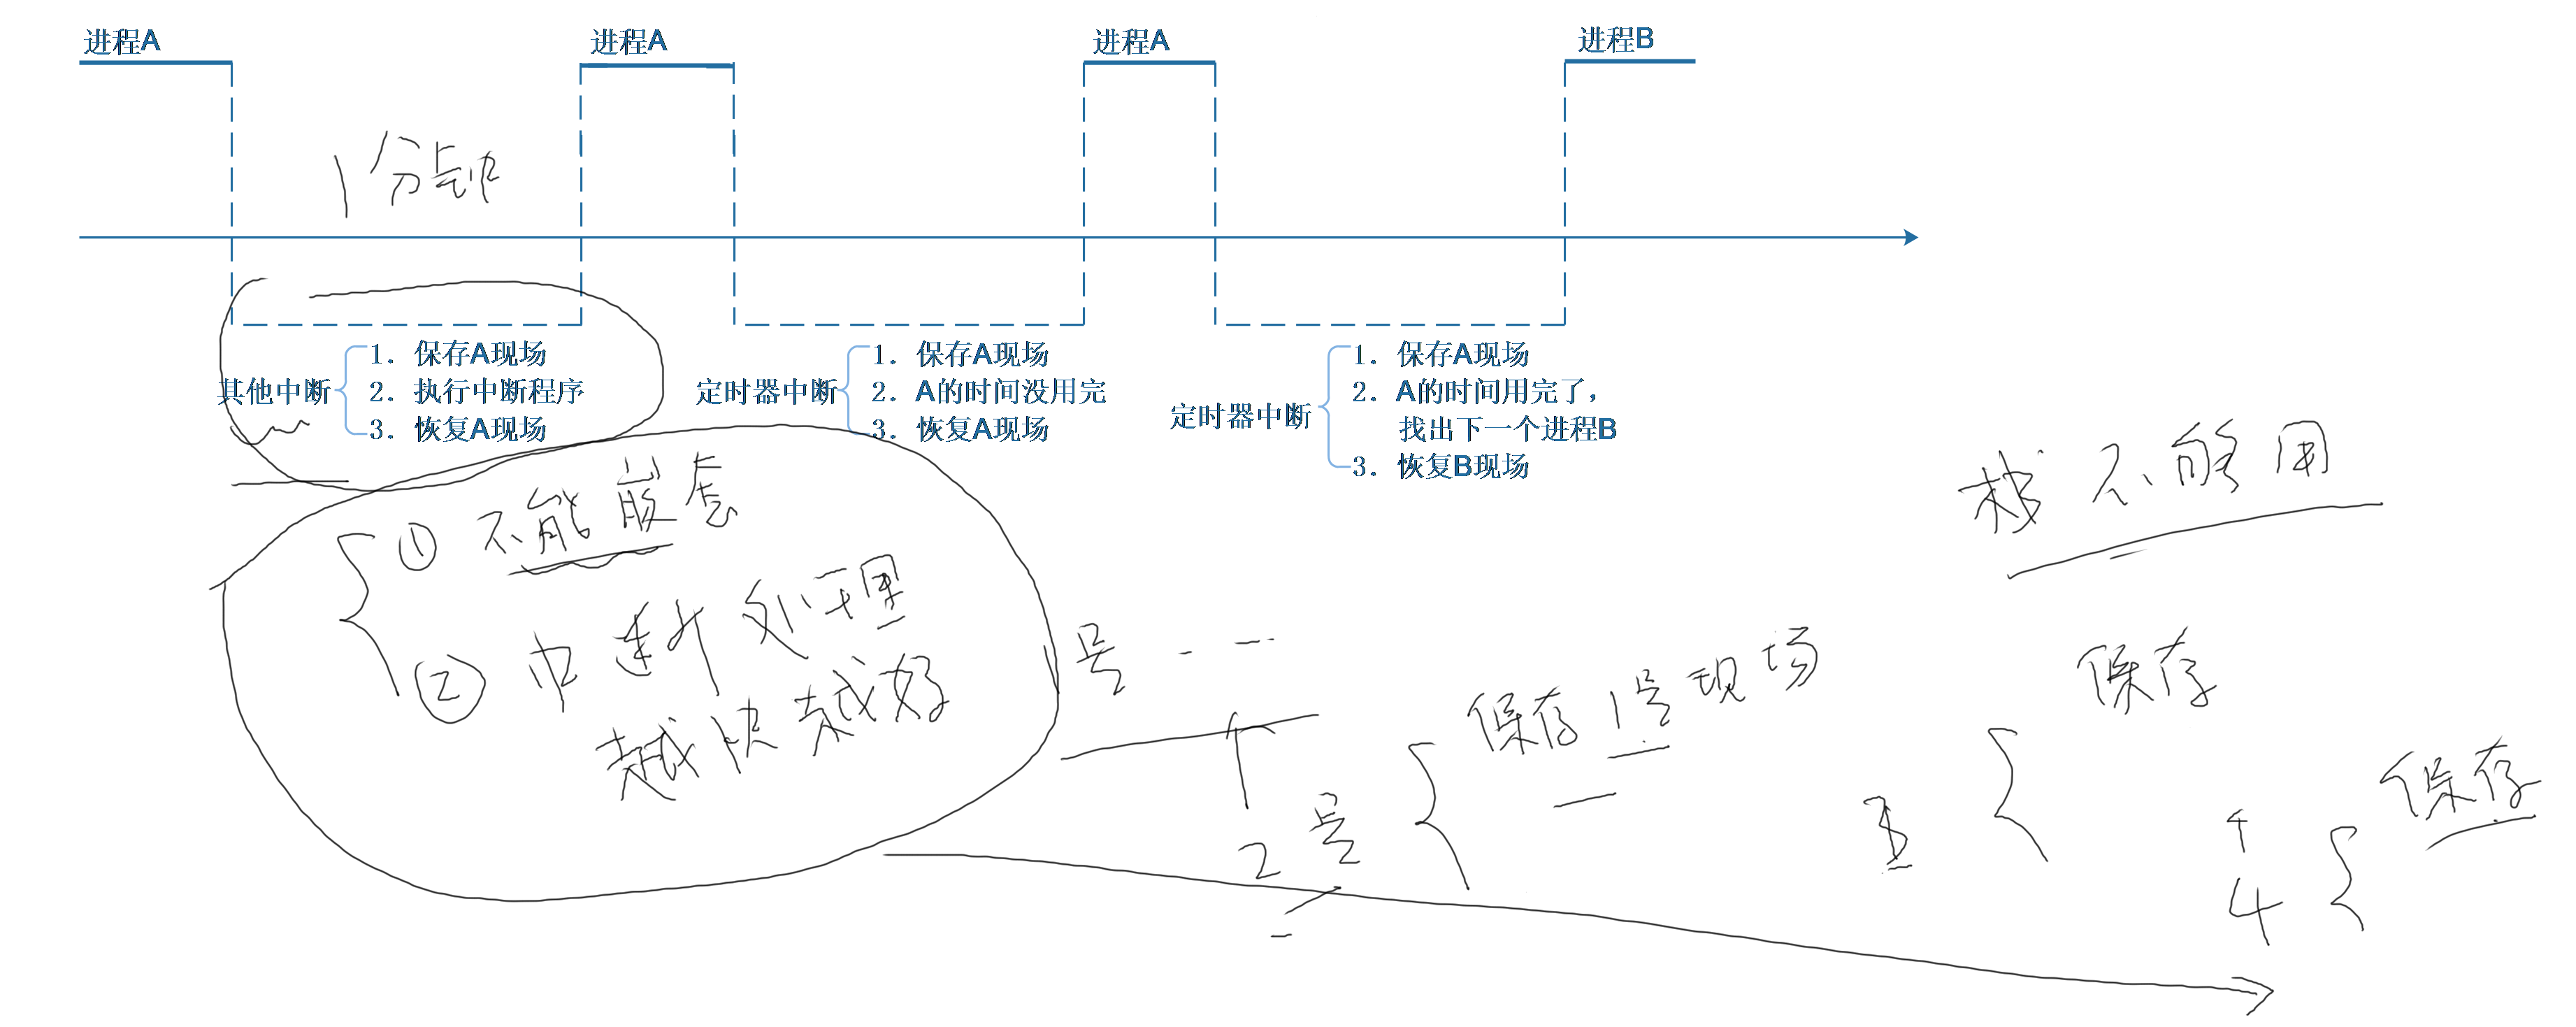 进程A
进程A
进程A
进程B
1分钟
其他中断
1. 保存A现场
2. 执行中断程序
3. 恢复A现场
定时器中断
1. 保存A现场
2. A的时间没用完
3. 恢复A现场
定时器中断
1. 保存A现场
2. A的时间用完了，
找出下一个进程B
3. 恢复B现场
栈不够用
① 不能嵌套
② 中断处理
越快越好
号
保存1号现场
2号
3
保存
4
保存